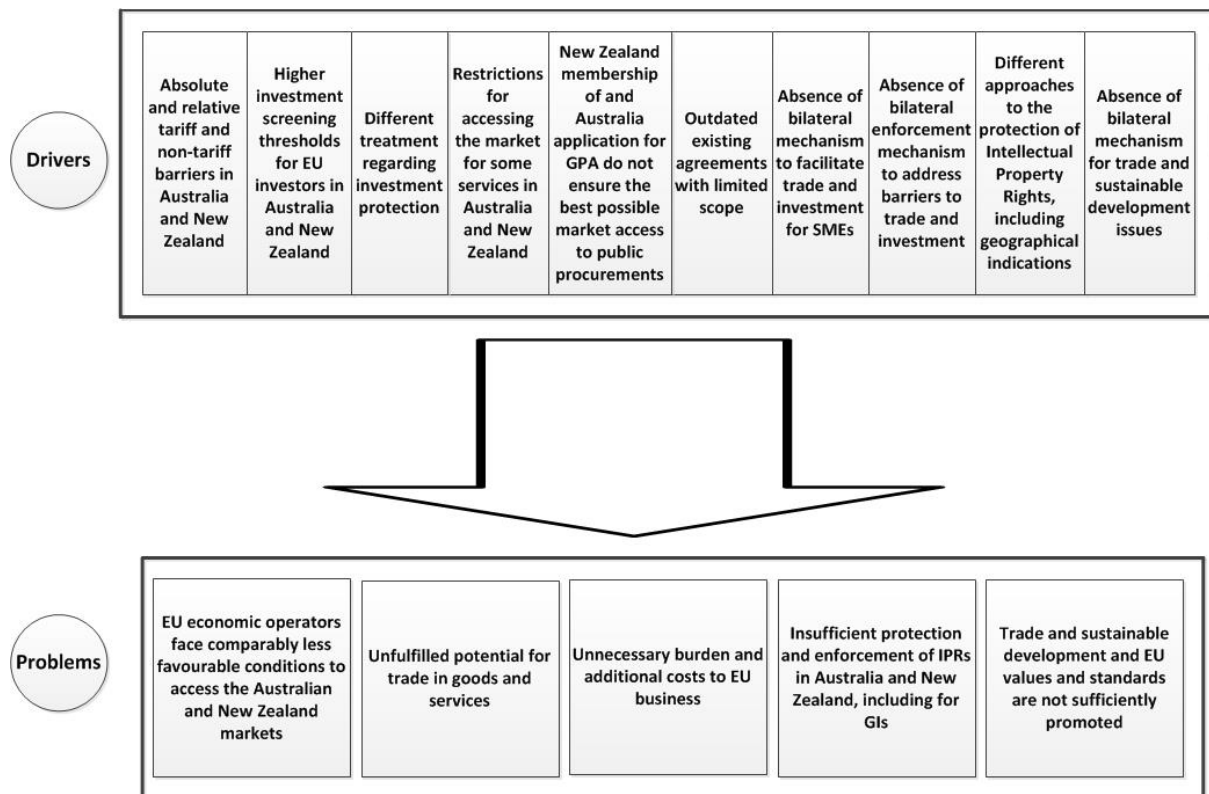 Drivers
Absolute
and relative
tariff and
non-tariff
barriers in
Australia
and New
Zealand
Higher
investment
screening
thresholds
for EU
investors in
Australia
and New
Zealand
Different
treatment
regarding
investment
protection
Restrictions
for
accessing
the market
for some
services in
Australia
and New
Zealand
New Zealand
membership
of and
Australia
application for
GPA do not
ensure the
best possible
market access
to public
procurements
Outdated
existing
agreements
with limited
scope
Absence of
bilateral
mechanism
to facilitate
trade and
investment
for SMEs
Absence of
bilateral
enforcement
mechanism
to address
barriers to
trade and
investment
Different
approaches
to the
protection of
Intellectual
Property
Rights,
including
geographical
indications
Absence of
bilateral
mechanism
for trade and
sustainable
development
issues
Problems
EU economic operators
face comparably less
favourable conditions to
access the Australian
and New Zealand
markets
Unfulfilled potential for
trade in goods and
services
Unnecessary burden and
additional costs to EU
business
Insufficient protection
and enforcement of IPRs
in Australia and New
Zealand, including for
GIs
Trade and sustainable
development and EU
values and standards
are not sufficiently
promoted